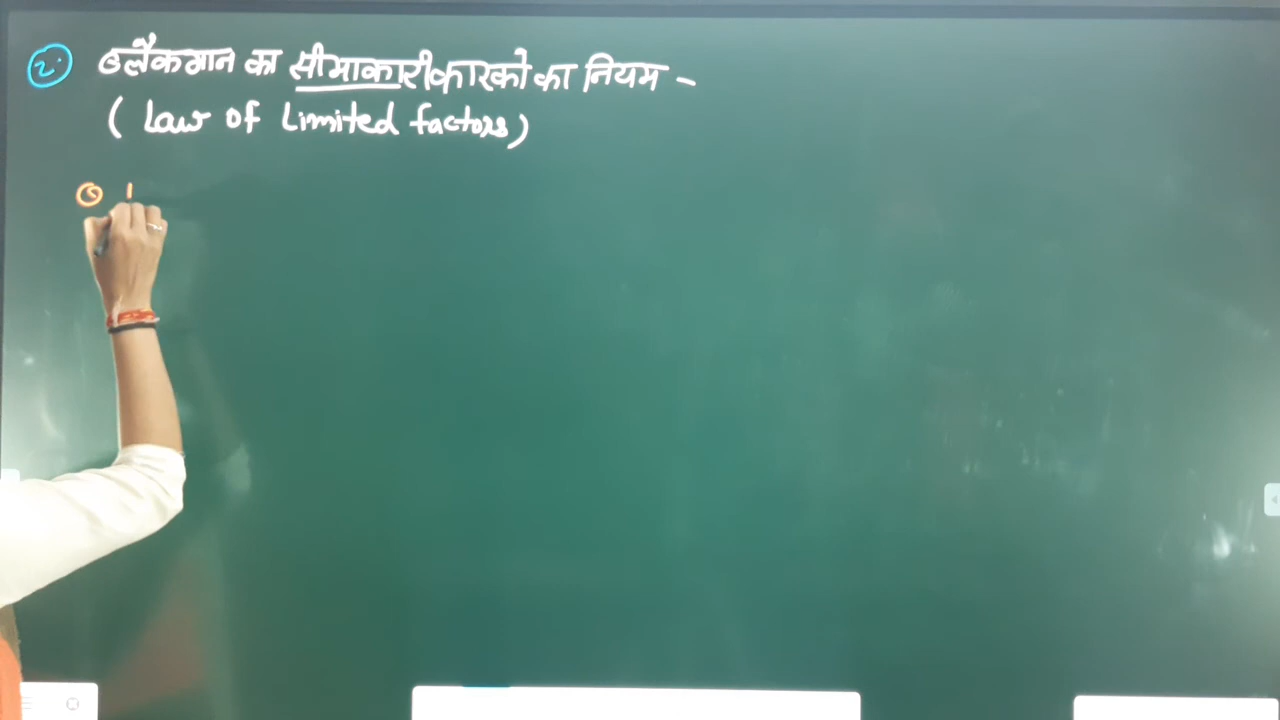 2. ब्लैकमान का सीमाकारी कारको का नियम -
( Law of Limited factors )